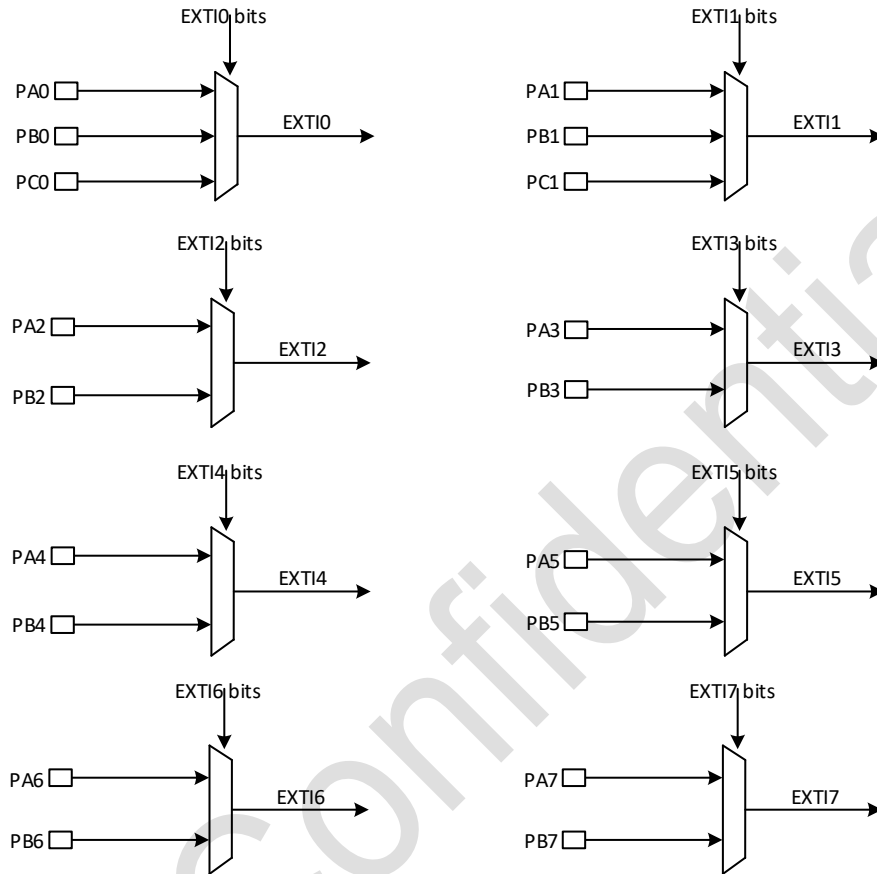 EXTI0 bits
EXTI1 bits
PA0
PB0
PC0
EXTI0
PA1
PB1
PC1
EXTI1
EXTI2 bits
EXTI3 bits
PA2
PB2
EXTI2
PA3
PB3
EXTI3
EXTI4 bits
EXTI5 bits
PA4
PB4
EXTI4
PA5
PB5
EXTI5
EXTI6 bits
EXTI7 bits
PA6
PB6
EXTI6
PA7
PB7
EXTI7
Confidentia